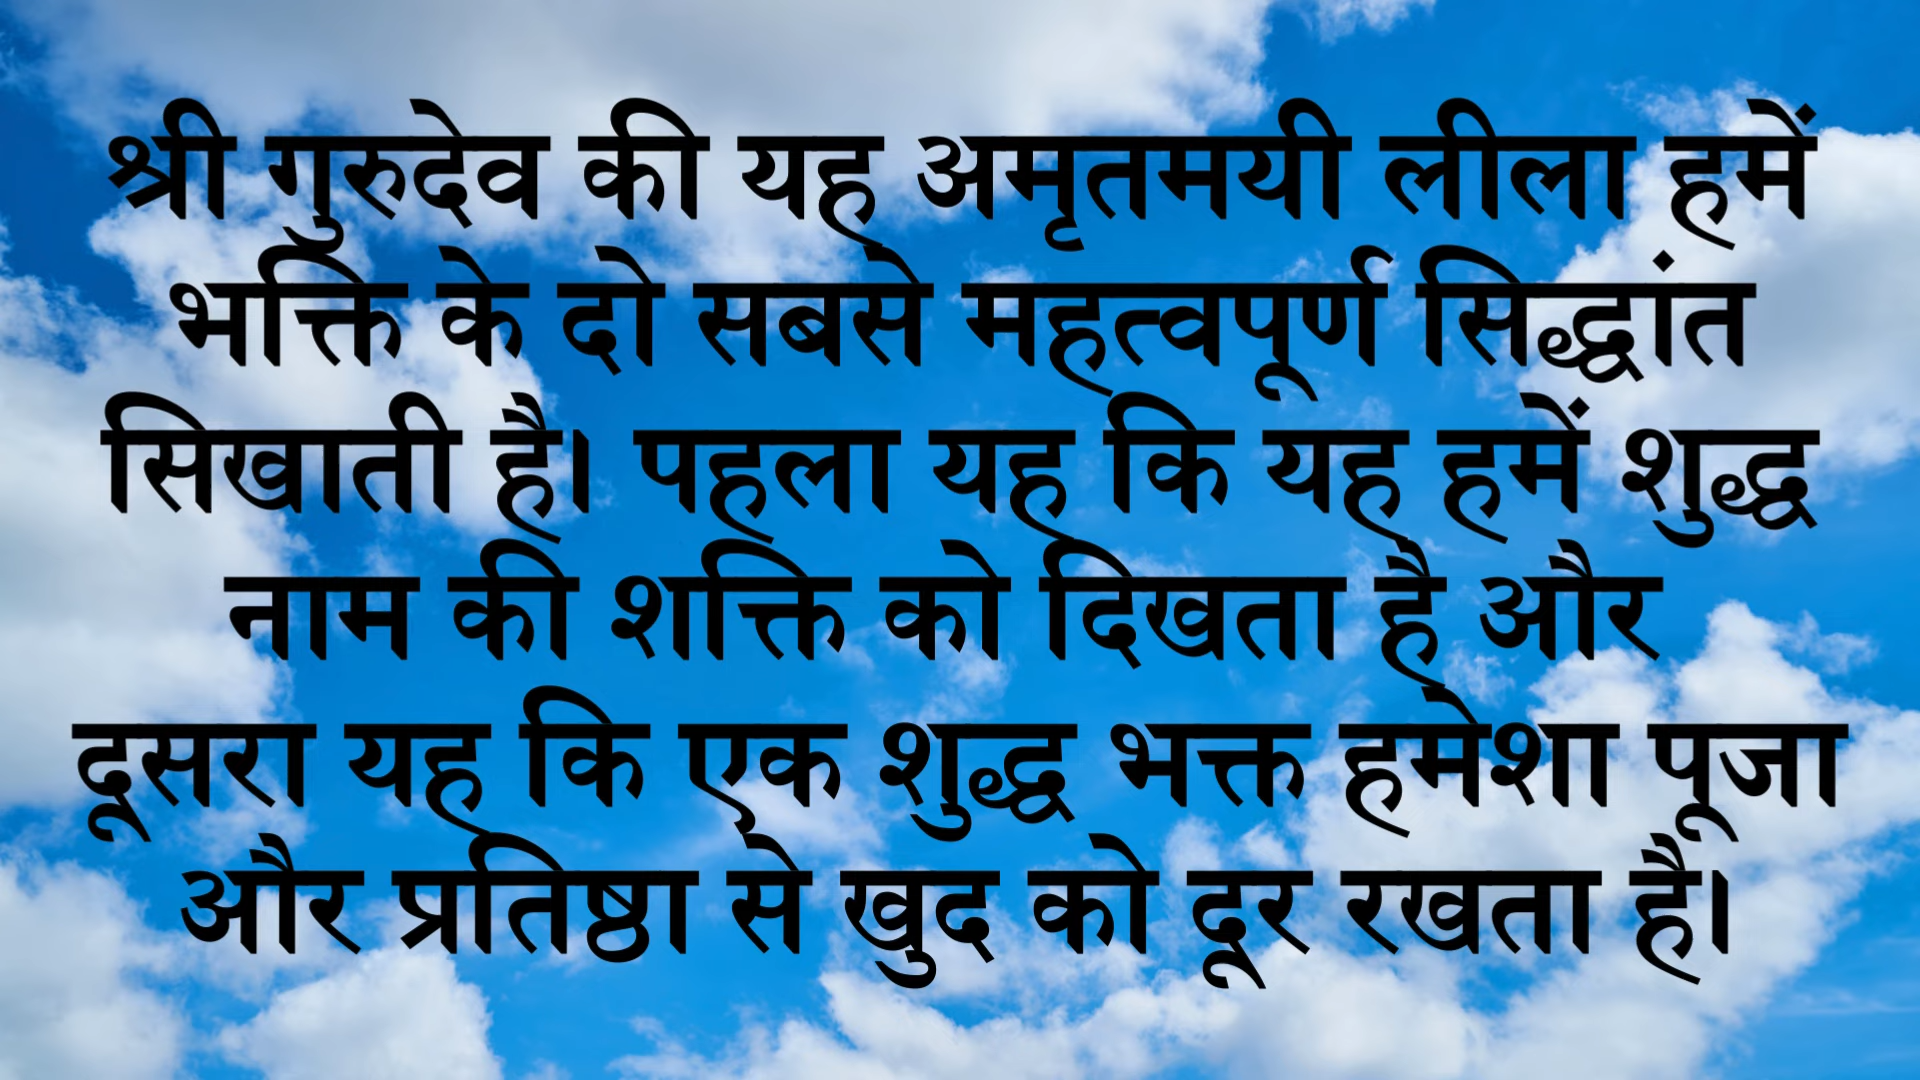 श्री गुरुदेव की यह अमृतमयी लीला हमें
भक्ति के दो सबसे महत्वपूर्ण सिद्धांत
सिखाती है। पहला यह कि यह हमें शुद्ध
नाम की शक्ति को दिखता है और
दूसरा यह कि एक शुद्ध भक्त हमेशा पूजा
और प्रतिष्ठा से खुद को दूर रखता है।